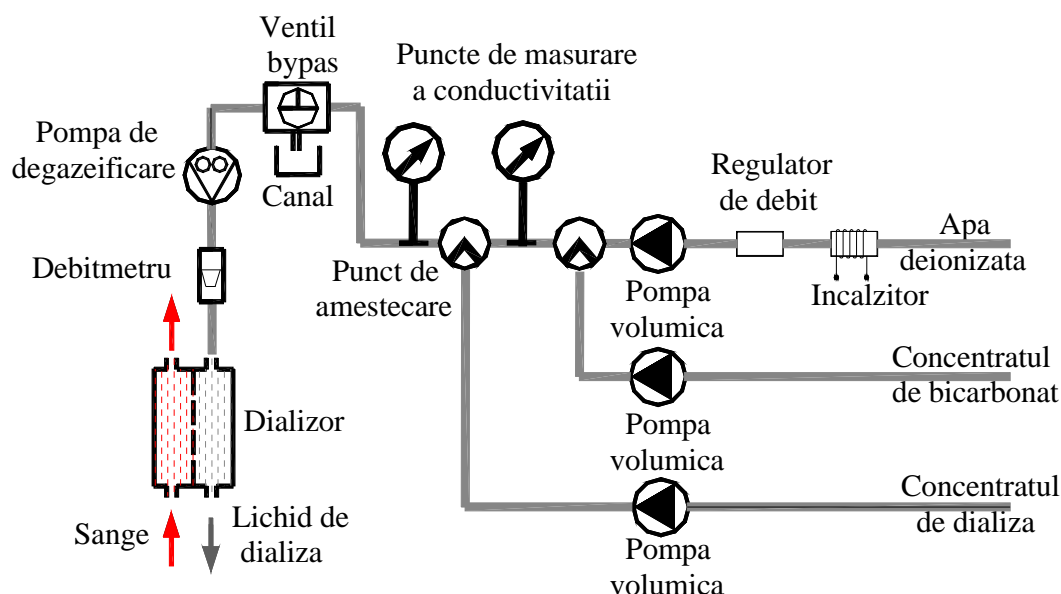 Ventil
bypas
Puncte de masurare
a conductivitatii
Pompa de
degazeificare
Canal
Regulator
de debit
Apa
deionizata
Debitmetru
Punct de
amestecare
Pompa
volumica
Incalzitor
Concentratul
de bicarbonat
Dializor
Pompa
volumica
Concentratul
de dializa
Sange
Lichid de
dializa
Pompa
volumica